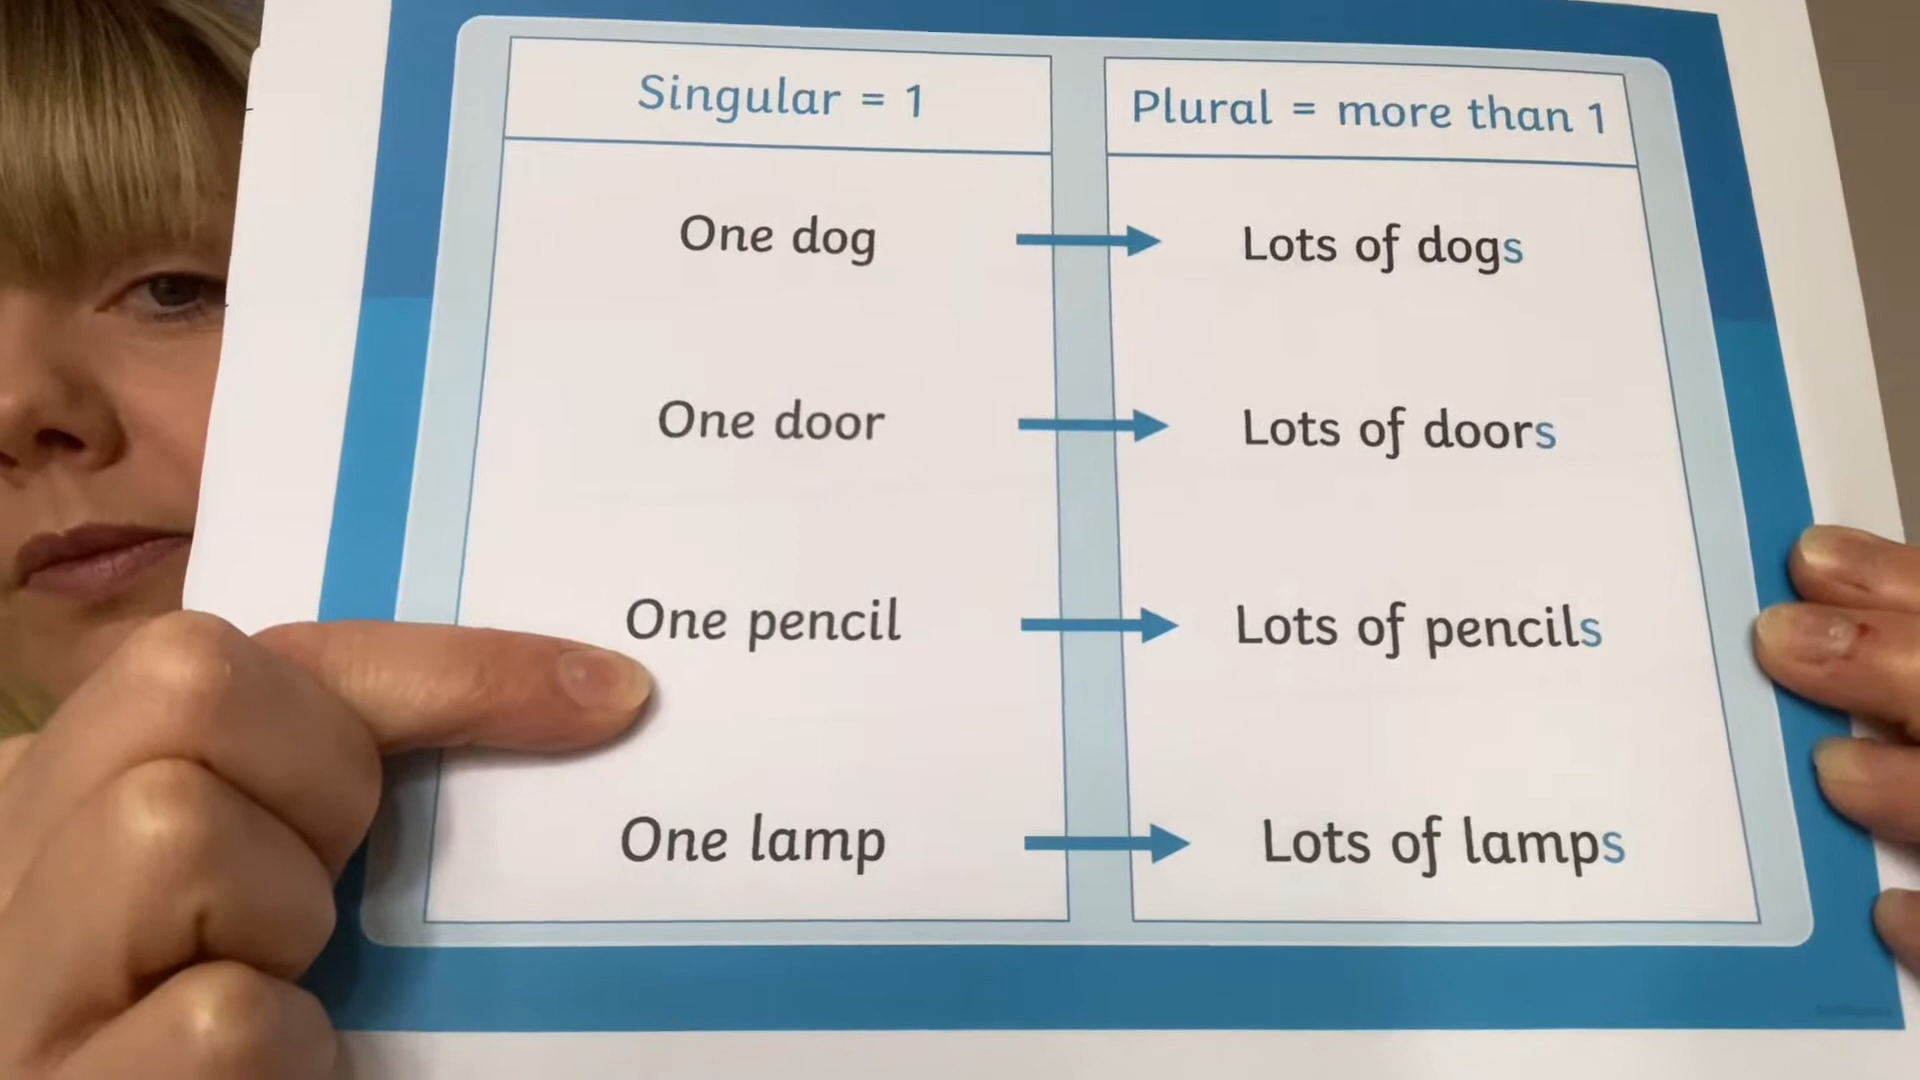 Singular = 1
Plural = more than 1
One dog
Lots of dogs
One door
Lots of doors
One pencil
Lots of pencils
One lamp
Lots of lamps